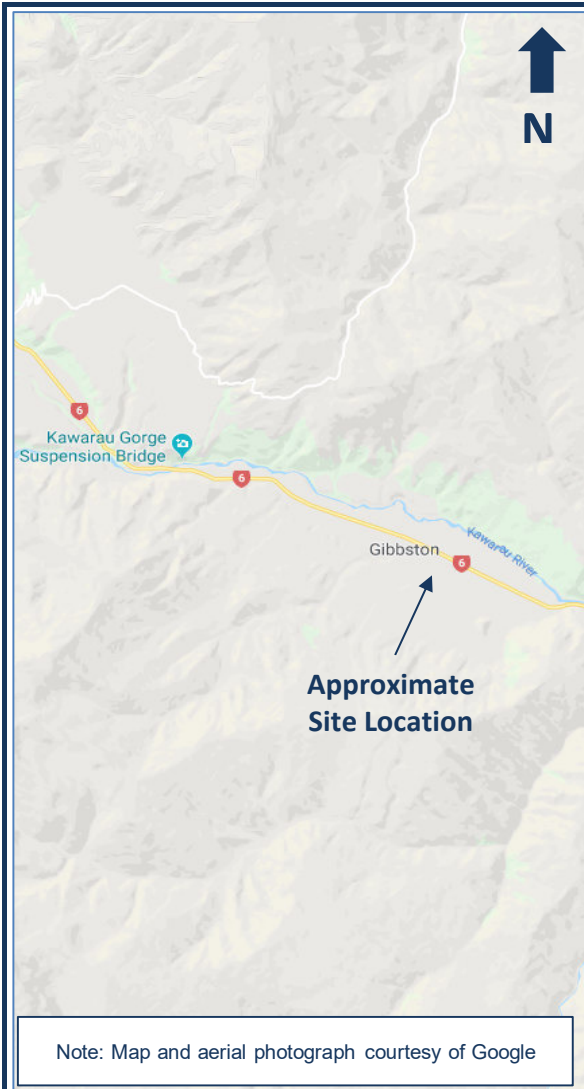 N
6
Kawarau Gorge
Suspension Bridge
6
Kawarau River
Gibbston
6
Approximate
Site Location
Note: Map and aerial photograph courtesy of Google